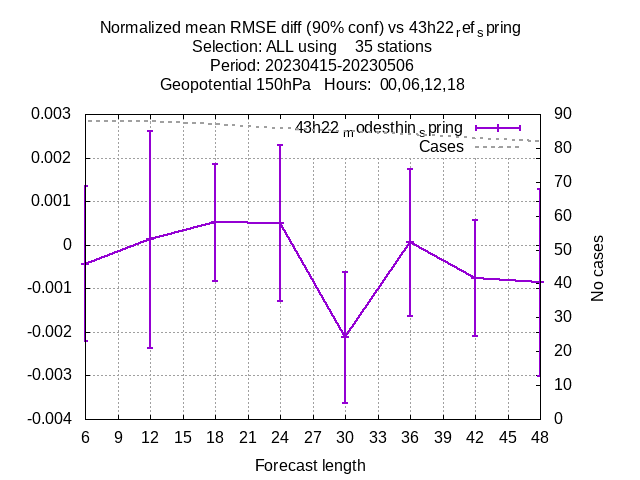 Normalized mean RMSE diff (90% conf) vs 43h22ref spring
Selection: ALL using    35 stations
Period: 20230415-20230506
Geopotential 150hPa   Hours:  00,06,12,18
0.003
0.002
0.001
0
-0.001
-0.002
-0.003
-0.004
43h22modesthinspring
Cases
90
80
70
60
50
40
30
20
10
0
No cases
6 9 12 15 18 21 24 27 30 33 36 39 42 45 48
Forecast length